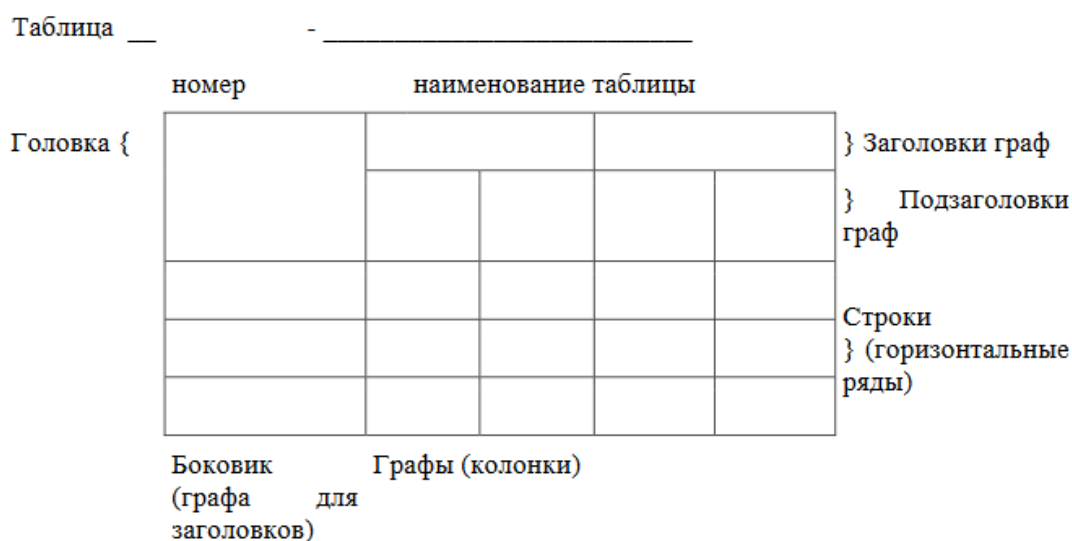 Таблица __ - __________________________
номер наименование таблицы
Головка { } Заголовки граф
} Подзаголовки
граф
Строки
} (горизонтальные
ряды)
Боковик Графы (колонки)
(графа для
заголовков)